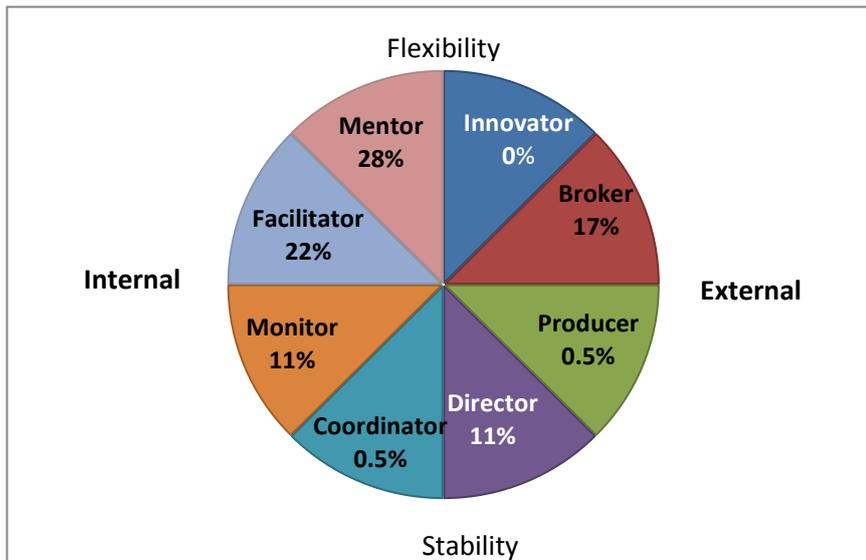 Flexibility
Mentor
28%
Innovator
0%
Broker
17%
Facilitator
22%
Internal
External
Monitor
11%
Producer
0.5%
Coordinator
0.5%
Director
11%
Stability